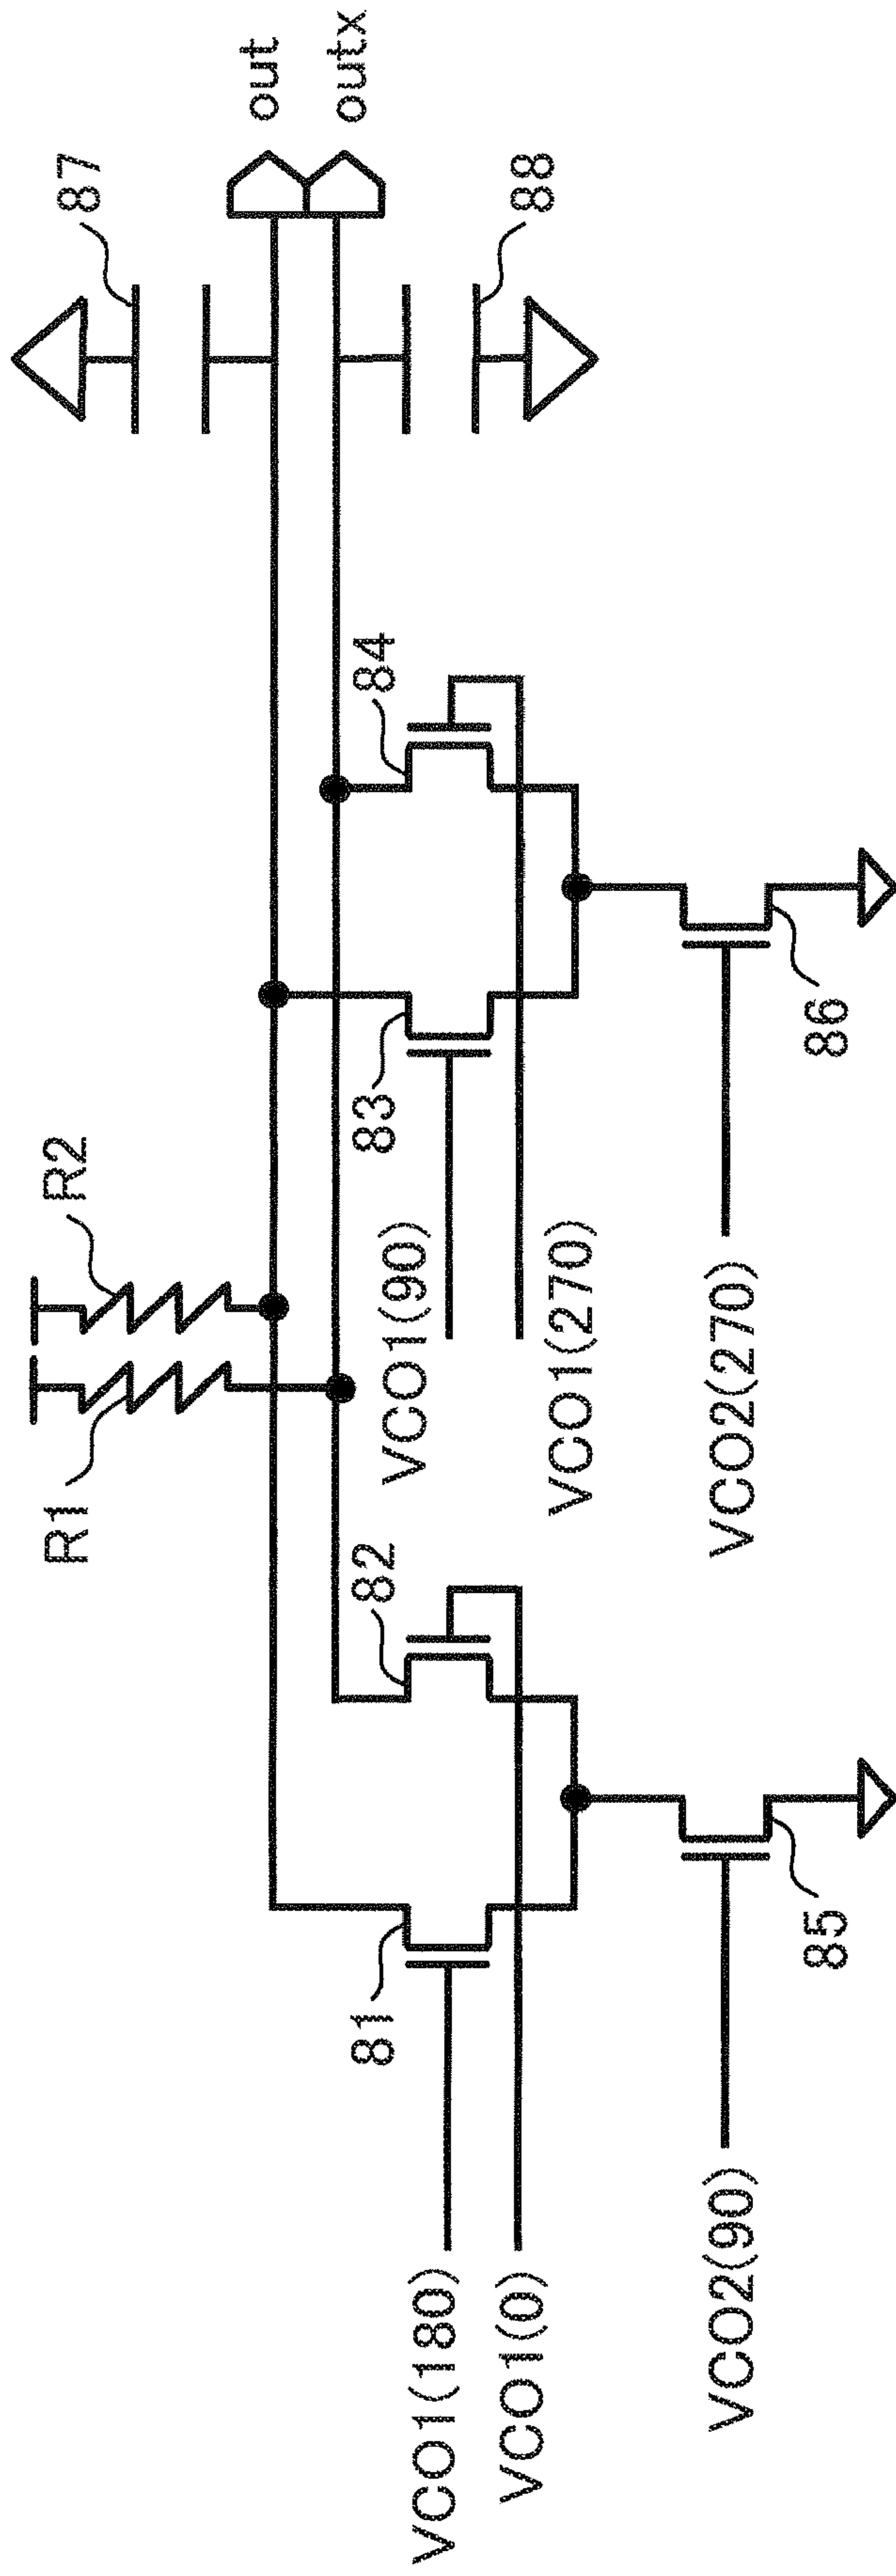 R1
R2
87
out
outx
88
81
82
83
84
VCO1(180)
VCO1(0)
VCO1(90)
VCO1(270)
VCO2(90)
85
VCO2(270)
86